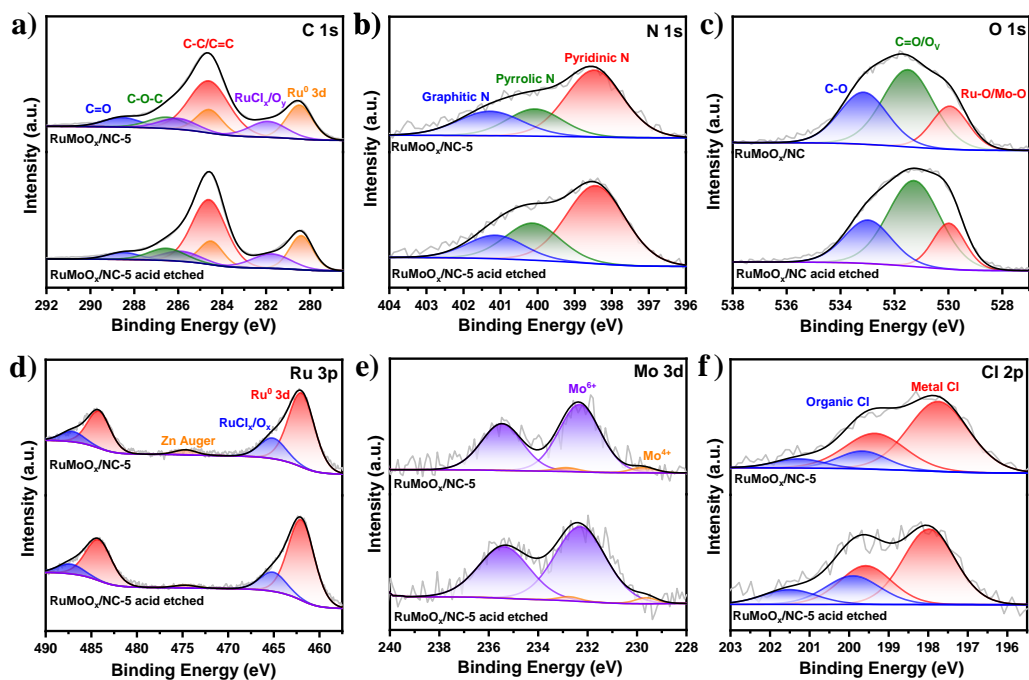 a)
C 1s
C-C/C=C
C=O
C-O-C
RuClₓ/Oᵧ
Ru⁰ 3d
RuMoOₓ/NC-5
RuMoOₓ/NC-5 acid etched
Intensity (a.u.)
292 290 288 286 284 282 280
Binding Energy (eV)
b)
N 1s
Pyridinic N
Pyrrolic N
Graphitic N
RuMoOₓ/NC-5
RuMoOₓ/NC-5 acid etched
Intensity (a.u.)
404 403 402 401 400 399 398 397 396
Binding Energy (eV)
c)
O 1s
C=O/Oᵥ
C-O
Ru-O/Mo-O
RuMoOₓ/NC
RuMoOₓ/NC acid etched
Intensity (a.u.)
538 536 534 532 530 528
Binding Energy (eV)
d)
Ru 3p
Ru⁰ 3d
RuClₓ/Oₓ
Zn Auger
RuMoOₓ/NC-5
RuMoOₓ/NC-5 acid etched
Intensity (a.u.)
490 485 480 475 470 465 460
Binding Energy (eV)
e)
Mo 3d
Mo⁶⁺
Mo⁴⁺
RuMoOₓ/NC-5
RuMoOₓ/NC-5 acid etched
Intensity (a.u.)
240 238 236 234 232 230 228
Binding Energy (eV)
f)
Cl 2p
Metal Cl
Organic Cl
RuMoOₓ/NC-5
RuMoOₓ/NC-5 acid etched
Intensity (a.u.)
203 202 201 200 199 198 197 196
Binding Energy (eV)